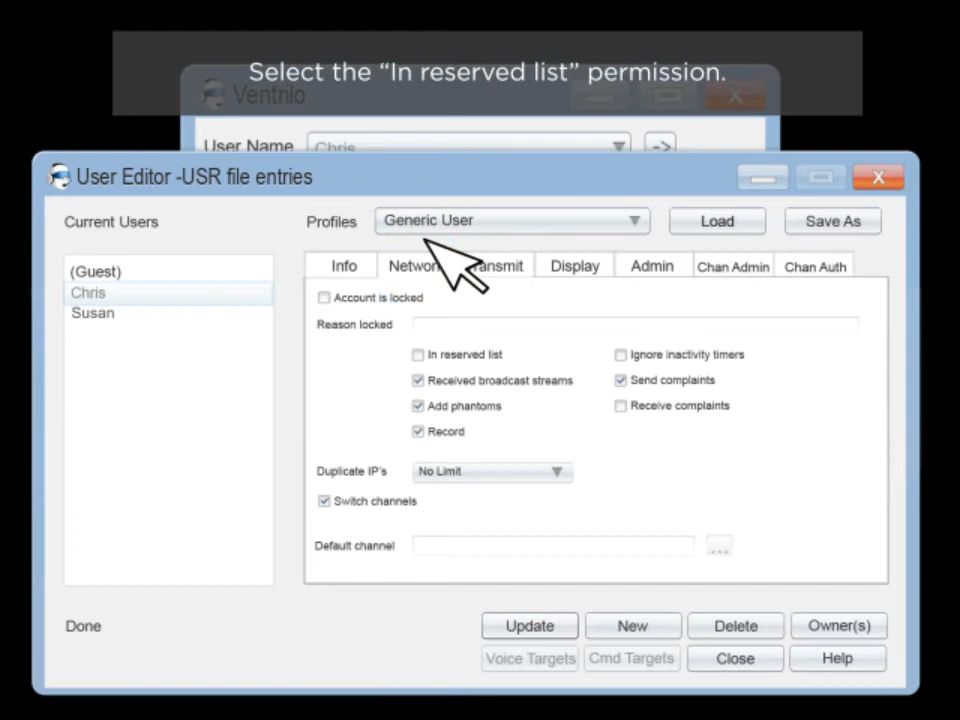 Select the “In reserved list” permission.
Ventrilo
User Name Chris ->
User Editor -USR file entries
Current Users Profiles Generic User Load Save As
(Guest)
Chris
Susan
Info Network Transmit Display Admin Chan Admin Chan Auth
Account is locked
Reason locked
In reserved list Ignore inactivity timers
Received broadcast streams Send complaints
Add phantoms Receive complaints
Record
Duplicate IP's No Limit
Switch channels
Default channel ...
Done Update New Delete Owner(s)
Voice Targets Cmd Targets Close Help